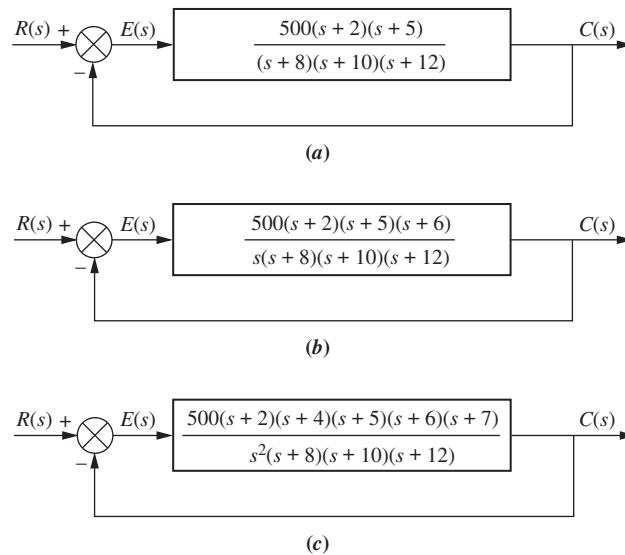 R(s) + E(s) 500(s + 2)(s + 5) C(s)
(s + 8)(s + 10)(s + 12)
−
(a)
R(s) + E(s) 500(s + 2)(s + 5)(s + 6) C(s)
s(s + 8)(s + 10)(s + 12)
−
(b)
R(s) + E(s) 500(s + 2)(s + 4)(s + 5)(s + 6)(s + 7) C(s)
s²(s + 8)(s + 10)(s + 12)
−
(c)